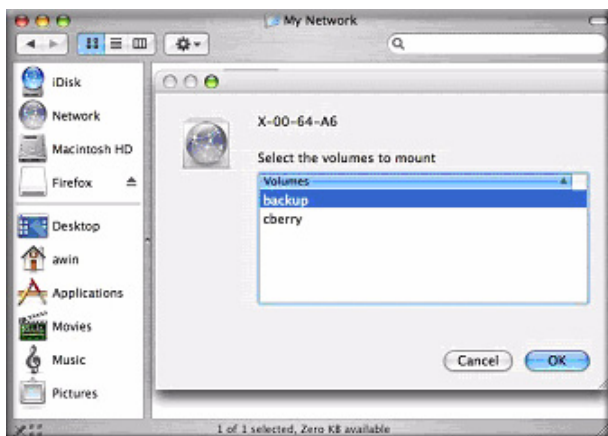 My Network
iDisk
Network
Macintosh HD
Firefox
Desktop
awin
Applications
Movies
Music
Pictures
X-00-64-A6
Select the volumes to mount
Volumes
backup
cberry
Cancel
OK
1 of 1 selected, Zero KB available